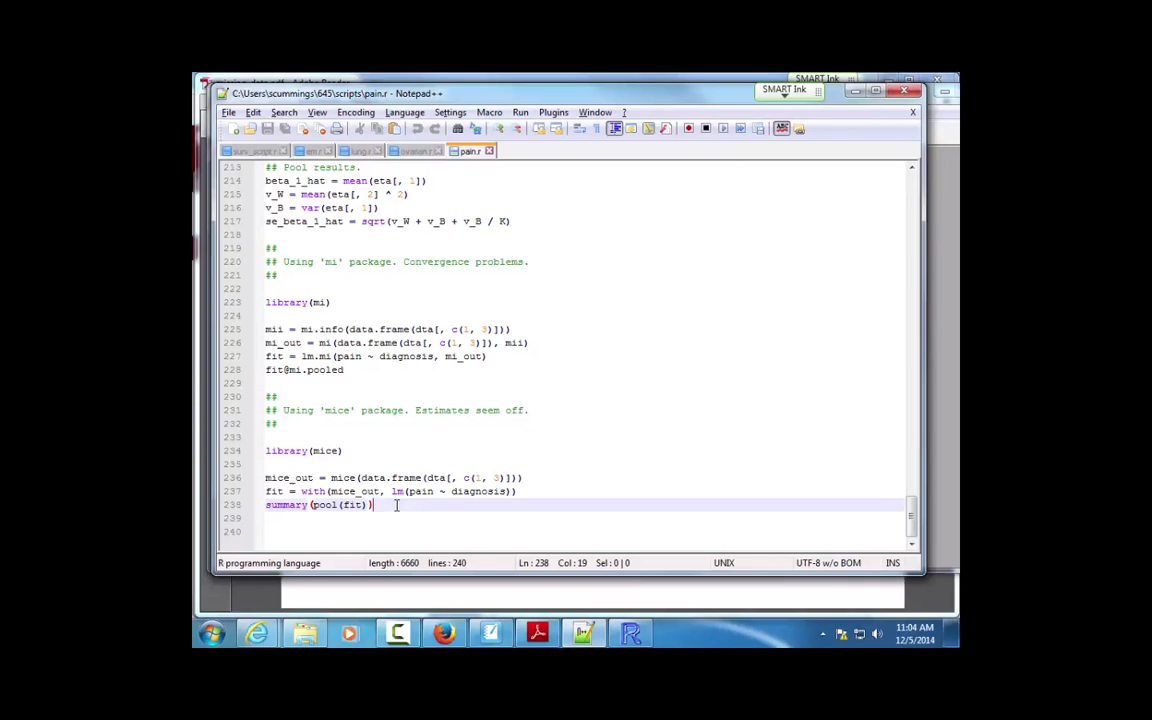 SMART Ink
C:\Users\scummings\645\scripts\pain.r - Notepad++
SMART Ink
File Edit Search View Encoding Language Settings Macro Run Plugins Window ? X
surv_script.r em.r lung.r ovarian.r pain.r
213 ## Pool results.
214 beta_1_hat = mean(eta[, 1])
215 v_W = mean(eta[, 2] ^ 2)
216 v_B = var(eta[, 1])
217 se_beta_1_hat = sqrt(v_W + v_B + v_B / K)
218
219 ##
220 ## Using 'mi' package. Convergence problems.
221 ##
222
223 library(mi)
224
225 mii = mi.info(data.frame(dta[, c(1, 3)]))
226 mi_out = mi(data.frame(dta[, c(1, 3)]), mii)
227 fit = lm.mi(pain ~ diagnosis, mi_out)
228 fit@mi.pooled
229
230 ##
231 ## Using 'mice' package. Estimates seem off.
232 ##
233
234 library(mice)
235
236 mice_out = mice(data.frame(dta[, c(1, 3)]))
237 fit = with(mice_out, lm(pain ~ diagnosis))
238 summary(pool(fit))
239
240
R programming language length : 6660 lines : 240 Ln : 238 Col : 19 Sel : 0 | 0 UNIX UTF-8 w/o BOM INS
11:04 AM
12/5/2014